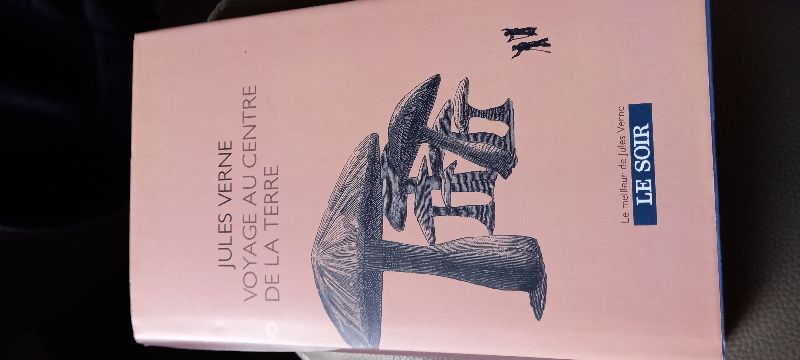 JULES VERNE
VOYAGE AU CENTRE
DE LA TERRE
Le meilleur de Jules Verne
LE SOIR